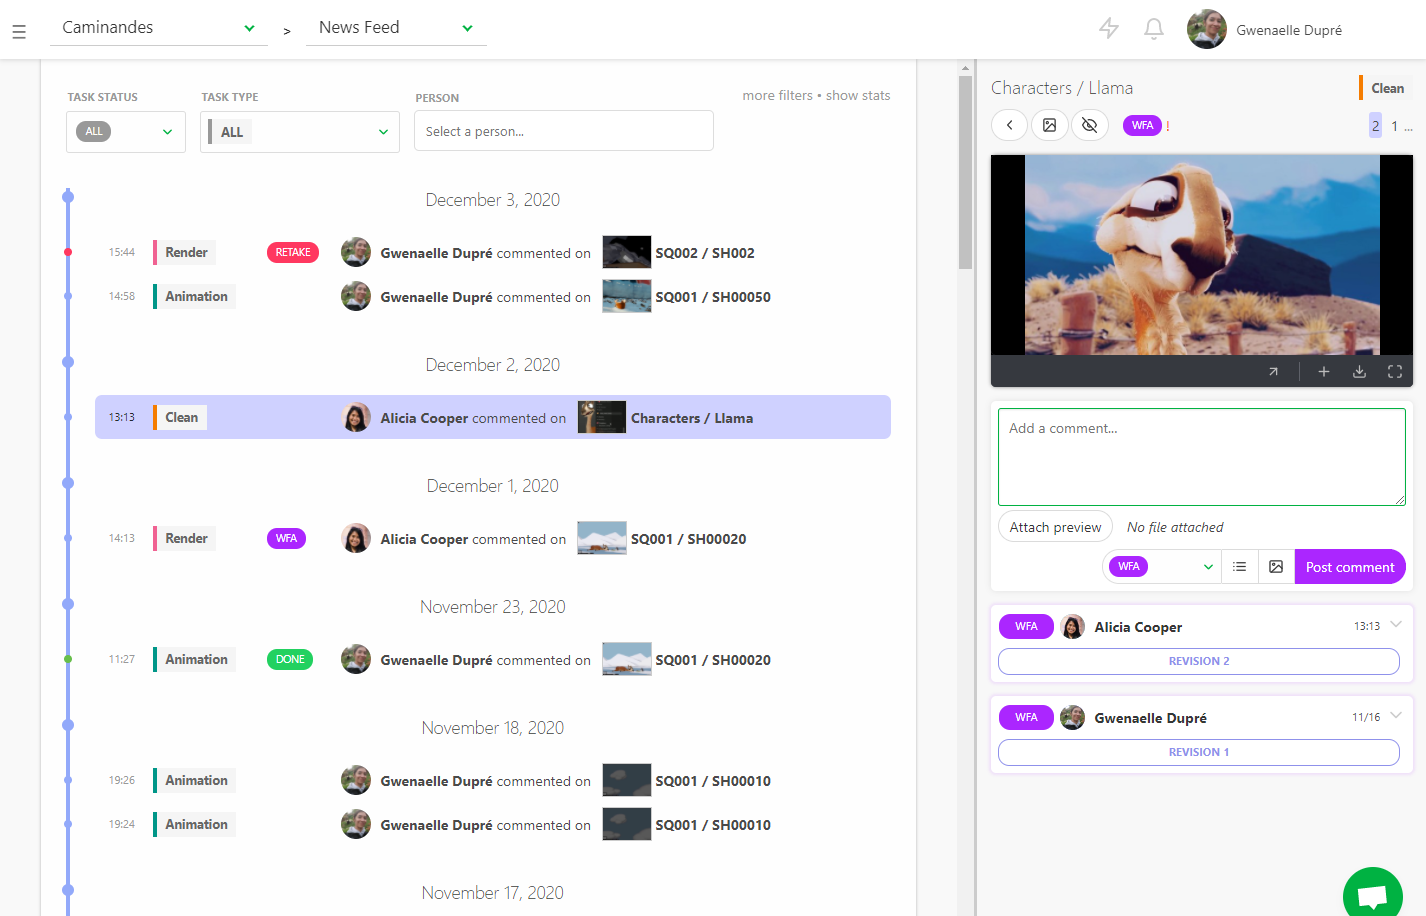 Caminandes > News Feed Gwenaelle Dupré
TASK STATUS TASK TYPE PERSON more filters • show stats
ALL ALL Select a person...
December 3, 2020
15:44 Render RETAKE Gwenaelle Dupré commented on SQ002 / SH002
14:58 Animation Gwenaelle Dupré commented on SQ001 / SH00050
December 2, 2020
13:13 Clean Alicia Cooper commented on Characters / Llama
December 1, 2020
14:13 Render WFA Alicia Cooper commented on SQ001 / SH00020
November 23, 2020
11:27 Animation DONE Gwenaelle Dupré commented on SQ001 / SH00020
November 18, 2020
19:26 Animation Gwenaelle Dupré commented on SQ001 / SH00010
19:24 Animation Gwenaelle Dupré commented on SQ001 / SH00010
November 17, 2020
Characters / Llama Clean
WFA ! 2 1 ...
Add a comment...
Attach preview No file attached
WFA Post comment
WFA Alicia Cooper 13:13
REVISION 2
WFA Gwenaelle Dupré 11/16
REVISION 1